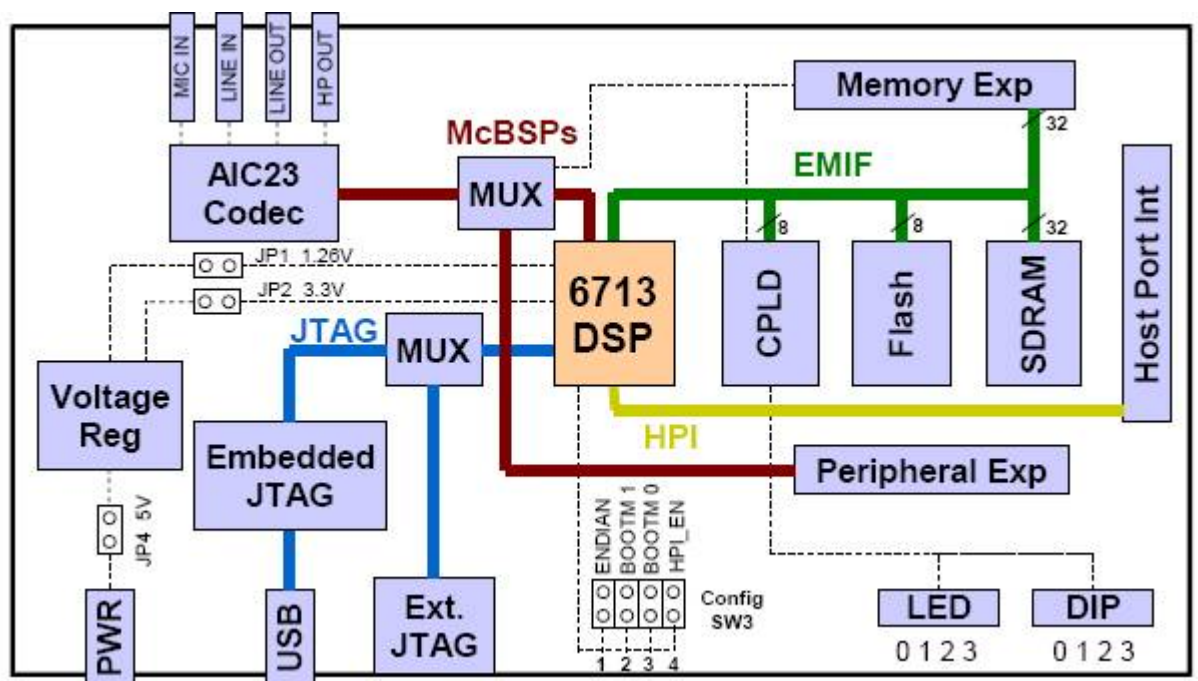 MIC IN
LINE IN
LINE OUT
HP OUT
Memory Exp
32
McBSPs
AIC23
Codec
MUX
EMIF
Host Port Int
8
8
32
JP1 1.26V
JP2 3.3V
6713
DSP
CPLD
Flash
SDRAM
JTAG
MUX
Voltage
Reg
HPI
Embedded
JTAG
Peripheral Exp
JP4 5V
ENDIAN
BOOTM 1
BOOTM 0
HPI_EN
Config
SW3
PWR
USB
Ext.
JTAG
1 2 3 4
LED
DIP
0 1 2 3
0 1 2 3